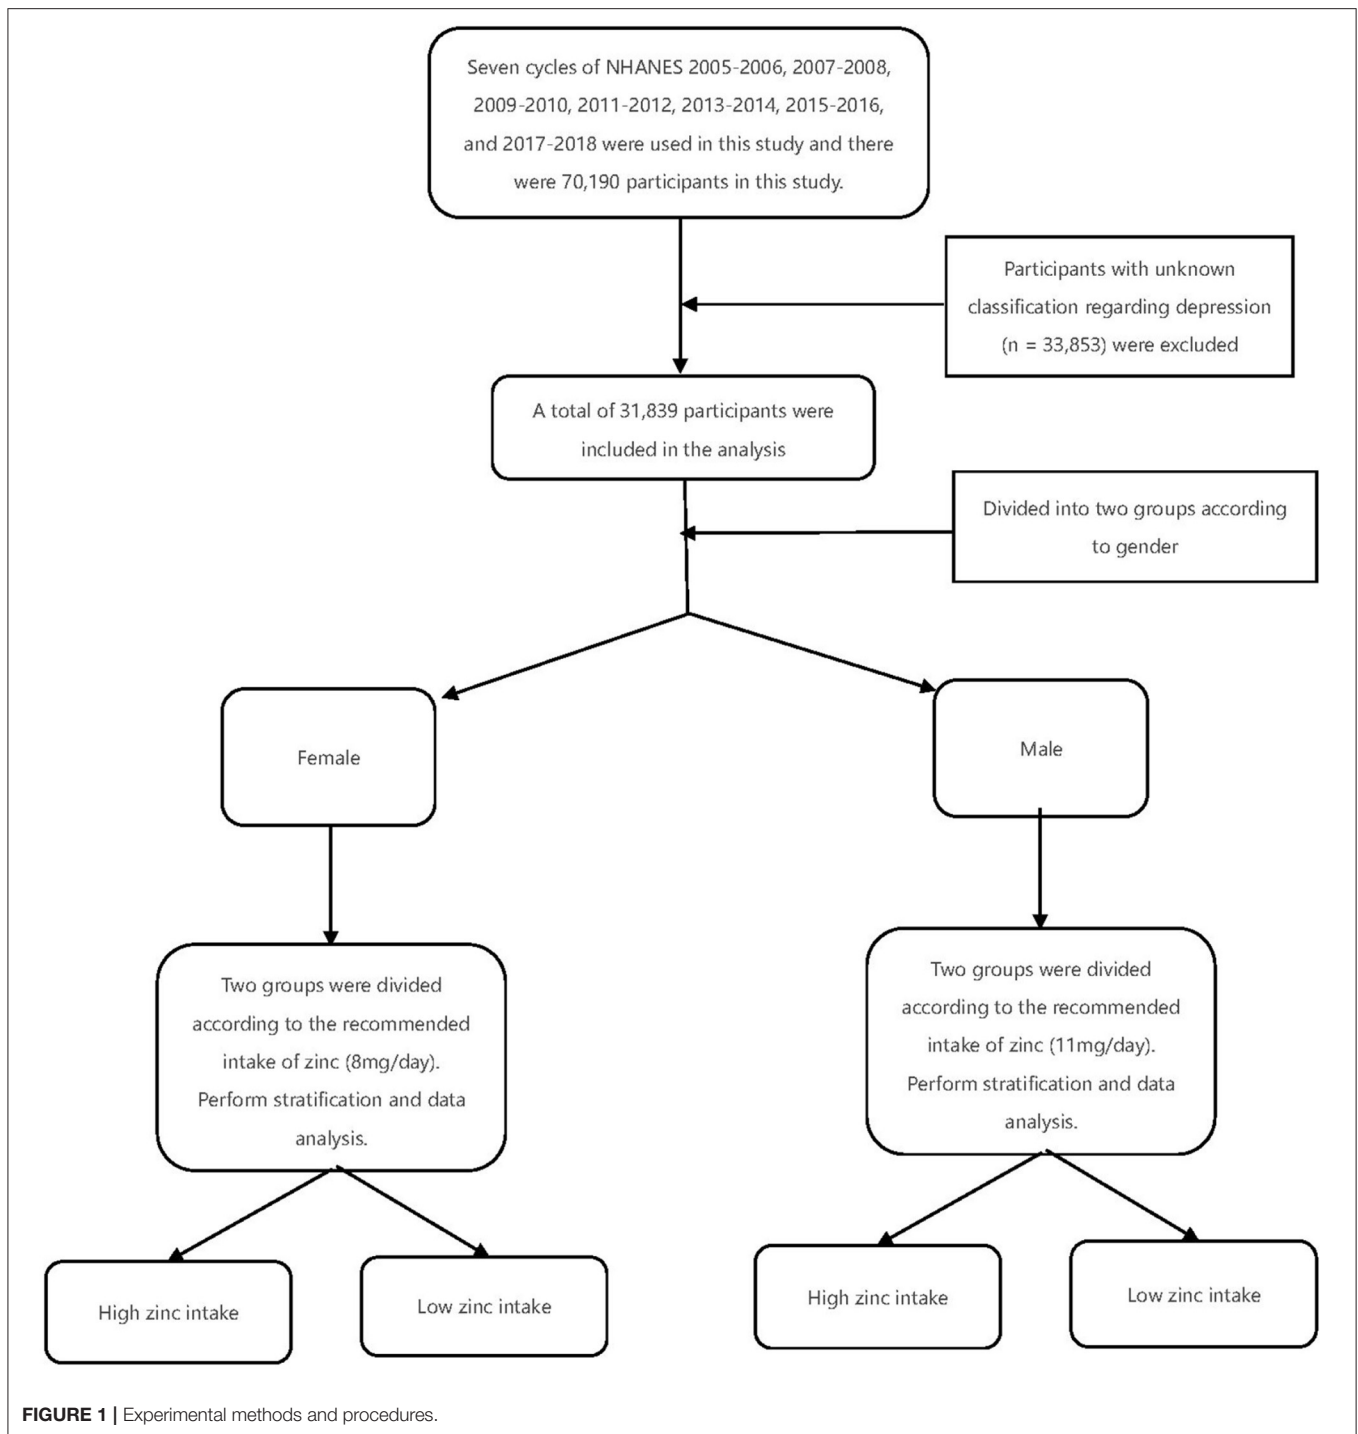 Seven cycles of NHANES 2005-2006, 2007-2008,
2009-2010, 2011-2012, 2013-2014, 2015-2016,
and 2017-2018 were used in this study and there
were 70,190 participants in this study.
Participants with unknown
classification regarding depression
(n = 33,853) were excluded
A total of 31,839 participants were
included in the analysis
Divided into two groups according
to gender
Female
Male
Two groups were divided
according to the recommended
intake of zinc (8mg/day).
Perform stratification and data
analysis.
Two groups were divided
according to the recommended
intake of zinc (11mg/day).
Perform stratification and data
analysis.
High zinc intake
Low zinc intake
High zinc intake
Low zinc intake
FIGURE 1 | Experimental methods and procedures.